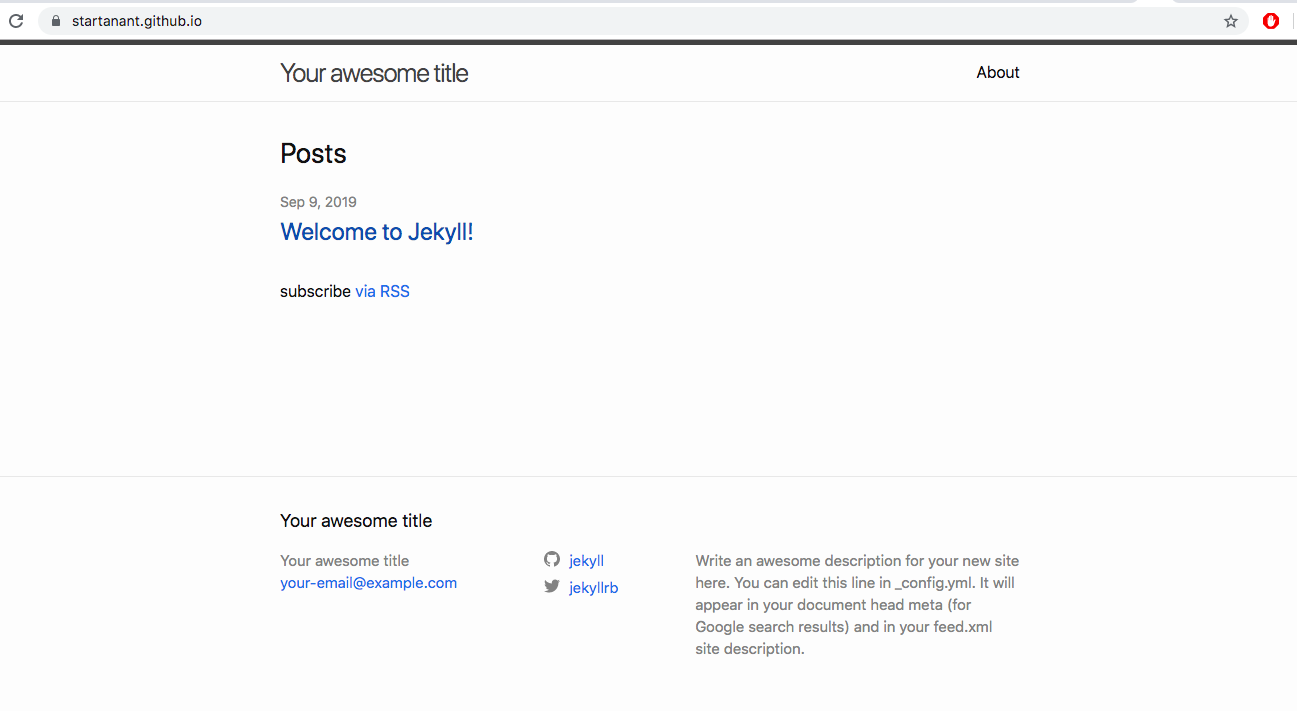 startanant.github.io
Your awesome title
About
Posts
Sep 9, 2019
Welcome to Jekyll!
subscribe via RSS
Your awesome title
Your awesome title
your-email@example.com
jekyll
jekyllrb
Write an awesome description for your new site
here. You can edit this line in _config.yml. It will
appear in your document head meta (for
Google search results) and in your feed.xml
site description.